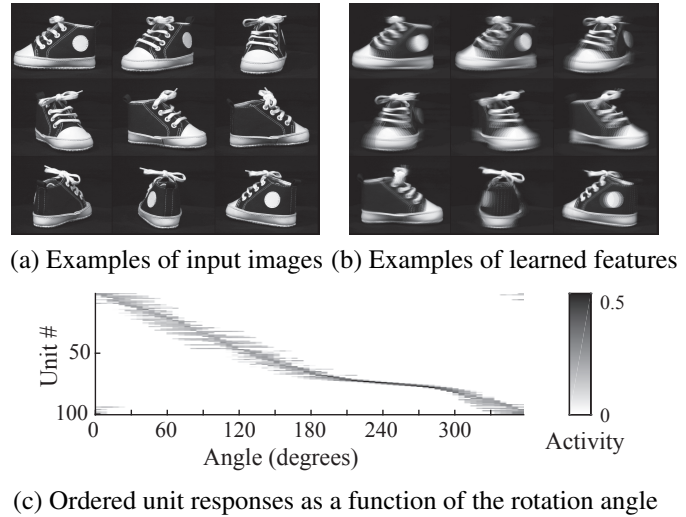 (a) Examples of input images (b) Examples of learned features
0.5
Unit #
50
100
0
0 60 120 180 240 300
Angle (degrees)
Activity
(c) Ordered unit responses as a function of the rotation angle